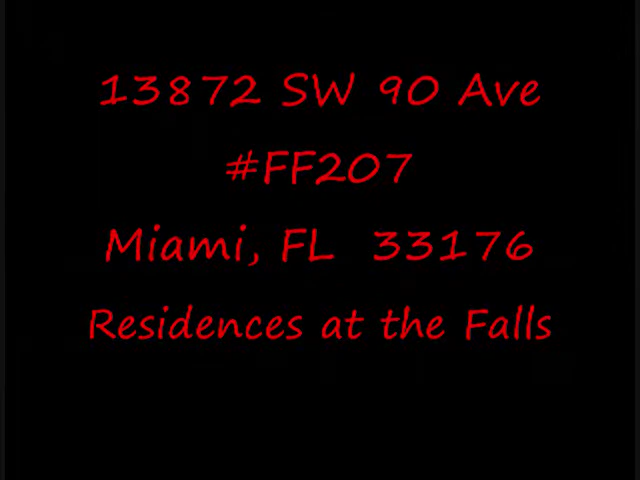 13872 SW 90 Ave
#FF207
Miami, FL 33176
Residences at the Falls